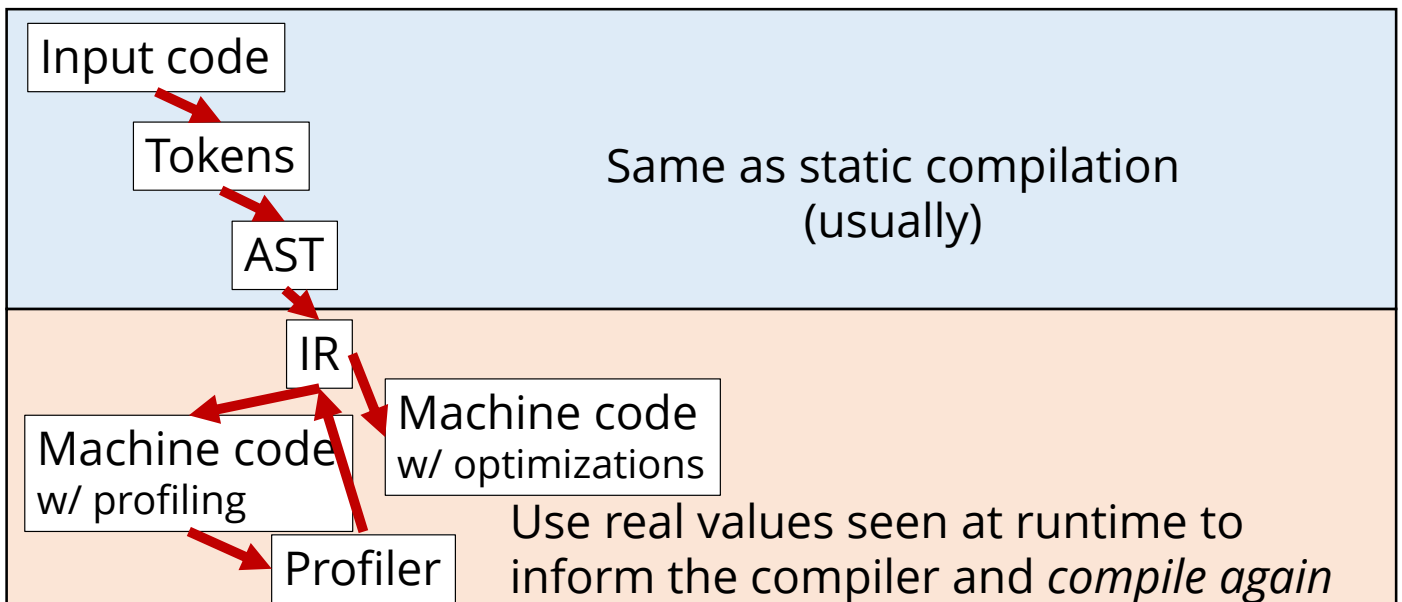 Input code
Tokens
Same as static compilation
(usually)
AST
IR
Machine code
w/ optimizations
Machine code
w/ profiling
Profiler
Use real values seen at runtime to
inform the compiler and compile again